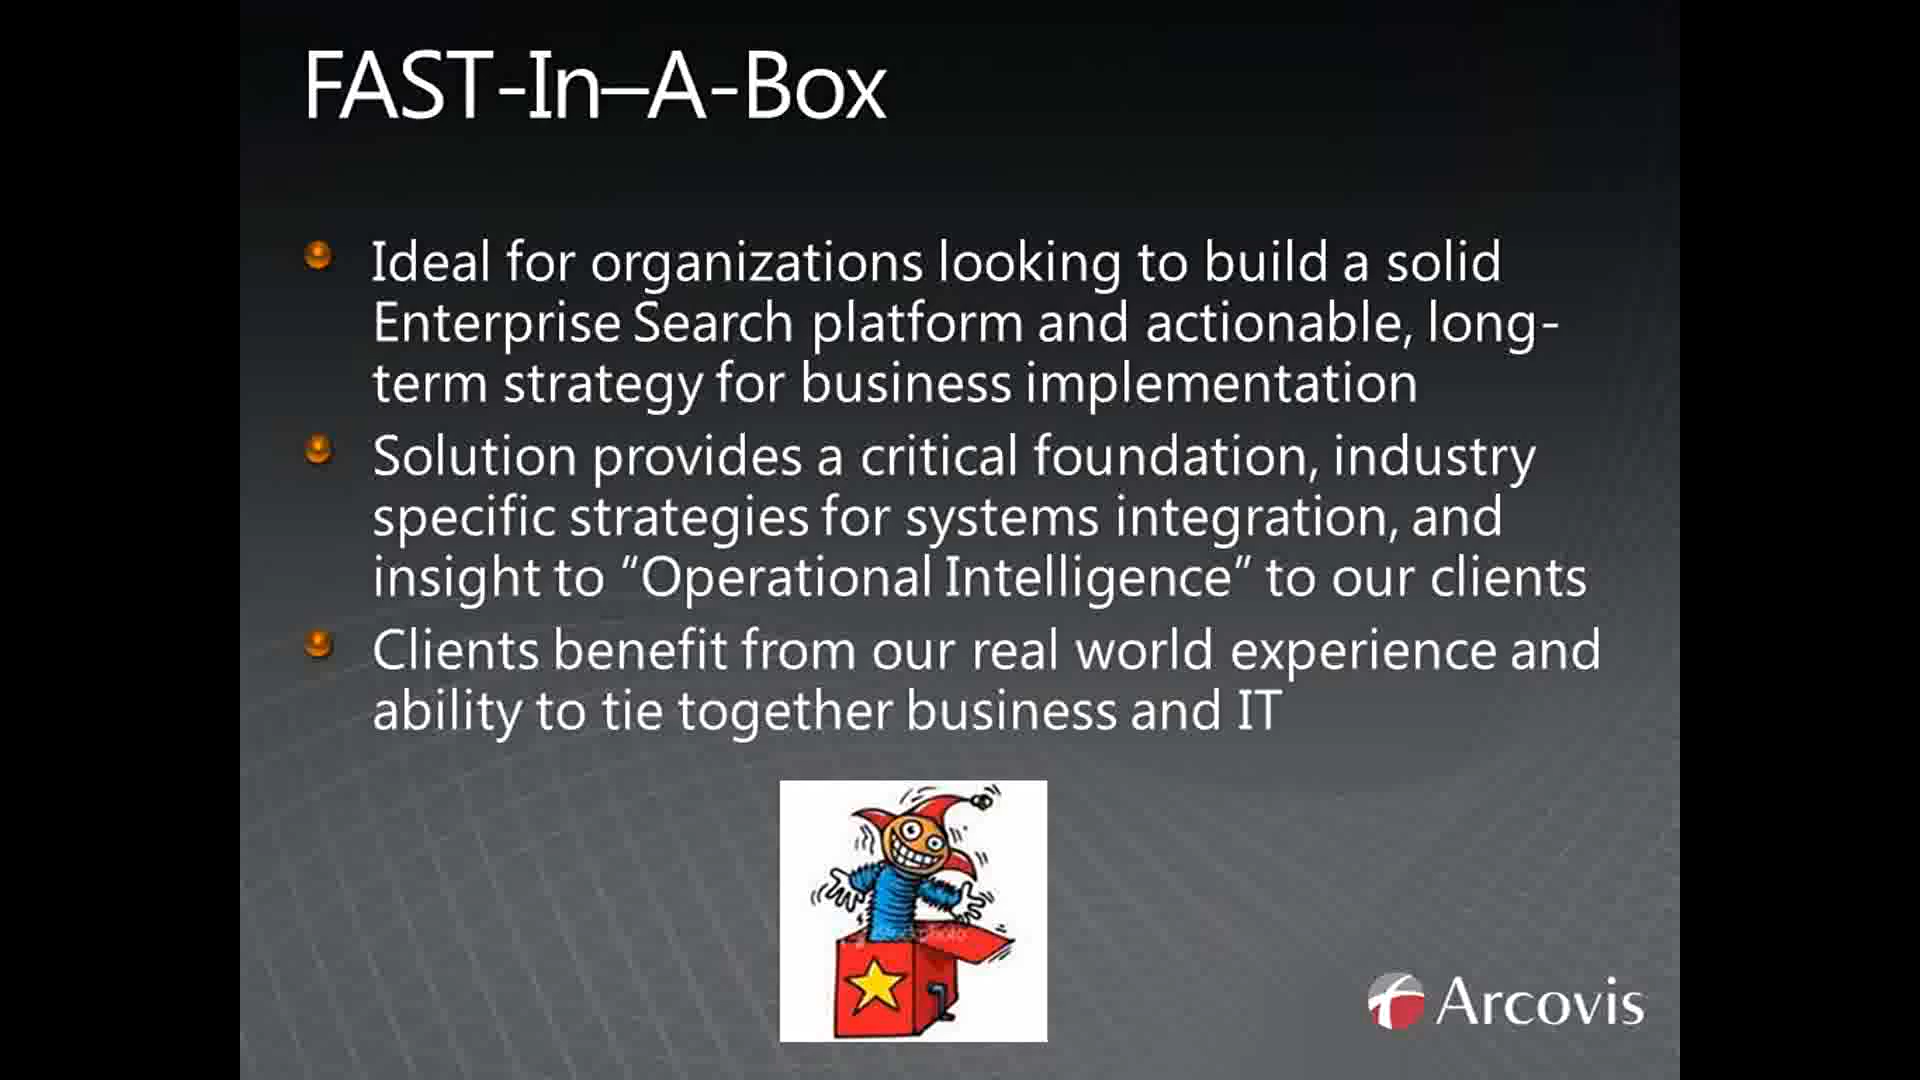 FAST-In–A-Box
Ideal for organizations looking to build a solid
Enterprise Search platform and actionable, long-
term strategy for business implementation
Solution provides a critical foundation, industry
specific strategies for systems integration, and
insight to “Operational Intelligence” to our clients
Clients benefit from our real world experience and
ability to tie together business and IT
Arcovis